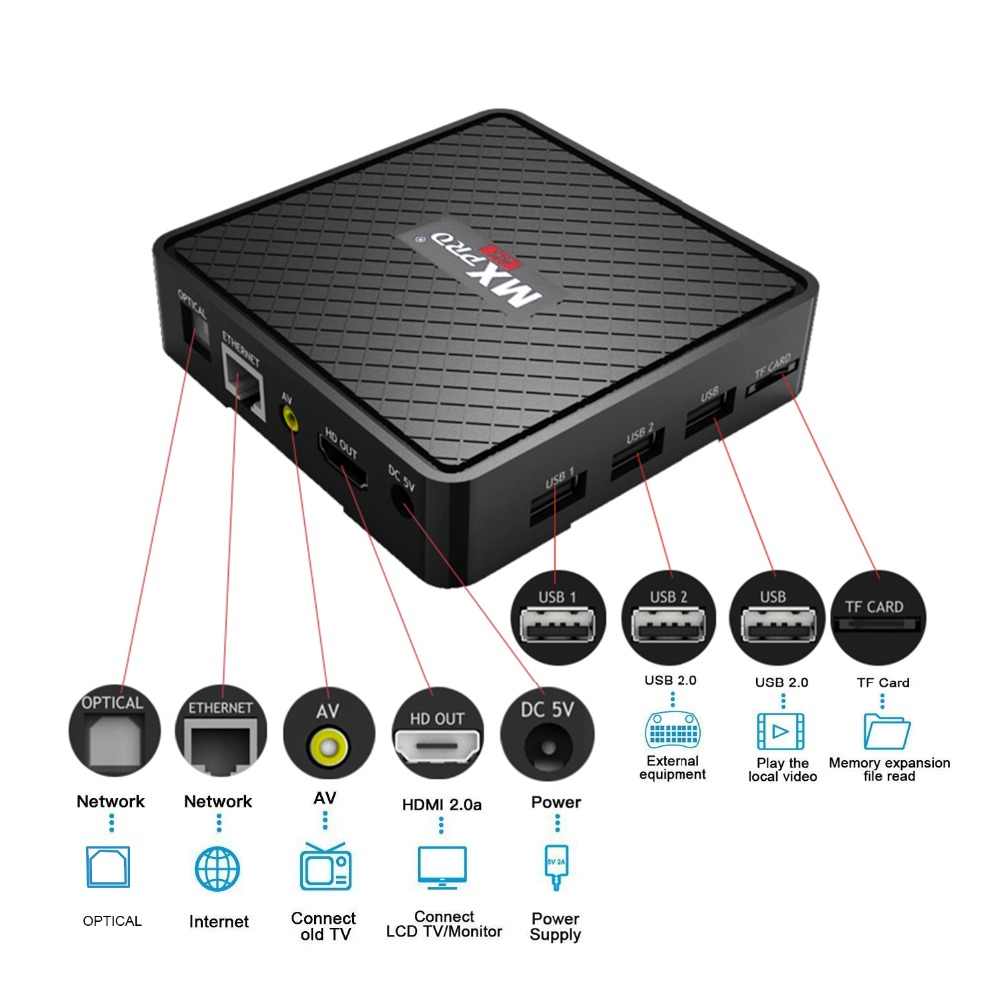 MX PRO
®
OPTICAL
ETHERNET
AV
HD OUT
DC 5V
USB 1
USB 2
USB
TF CARD
USB 1
USB 2
USB
TF CARD
USB 2.0
USB 2.0
TF Card
External
equipment
Play the
local video
Memory expansion
file read
OPTICAL
ETHERNET
AV
HD OUT
DC 5V
Network
Network
AV
HDMI 2.0a
Power
5V 2A
OPTICAL
Internet
Connect
old TV
Connect
LCD TV/Monitor
Power
Supply